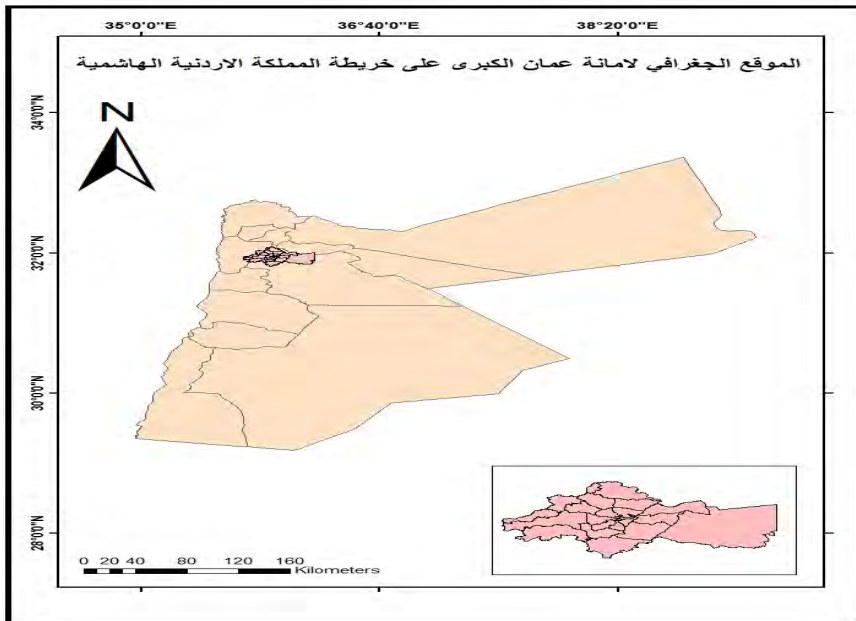 35°0'0"E 36°40'0"E 38°20'0"E
الموقع الجغرافي لامانة عمان الكبرى على خريطة المملكة الاردنية الهاشمية
N
34°0'0"N
32°0'0"N
30°0'0"N
28°0'0"N
0 20 40 80 120 160
Kilometers